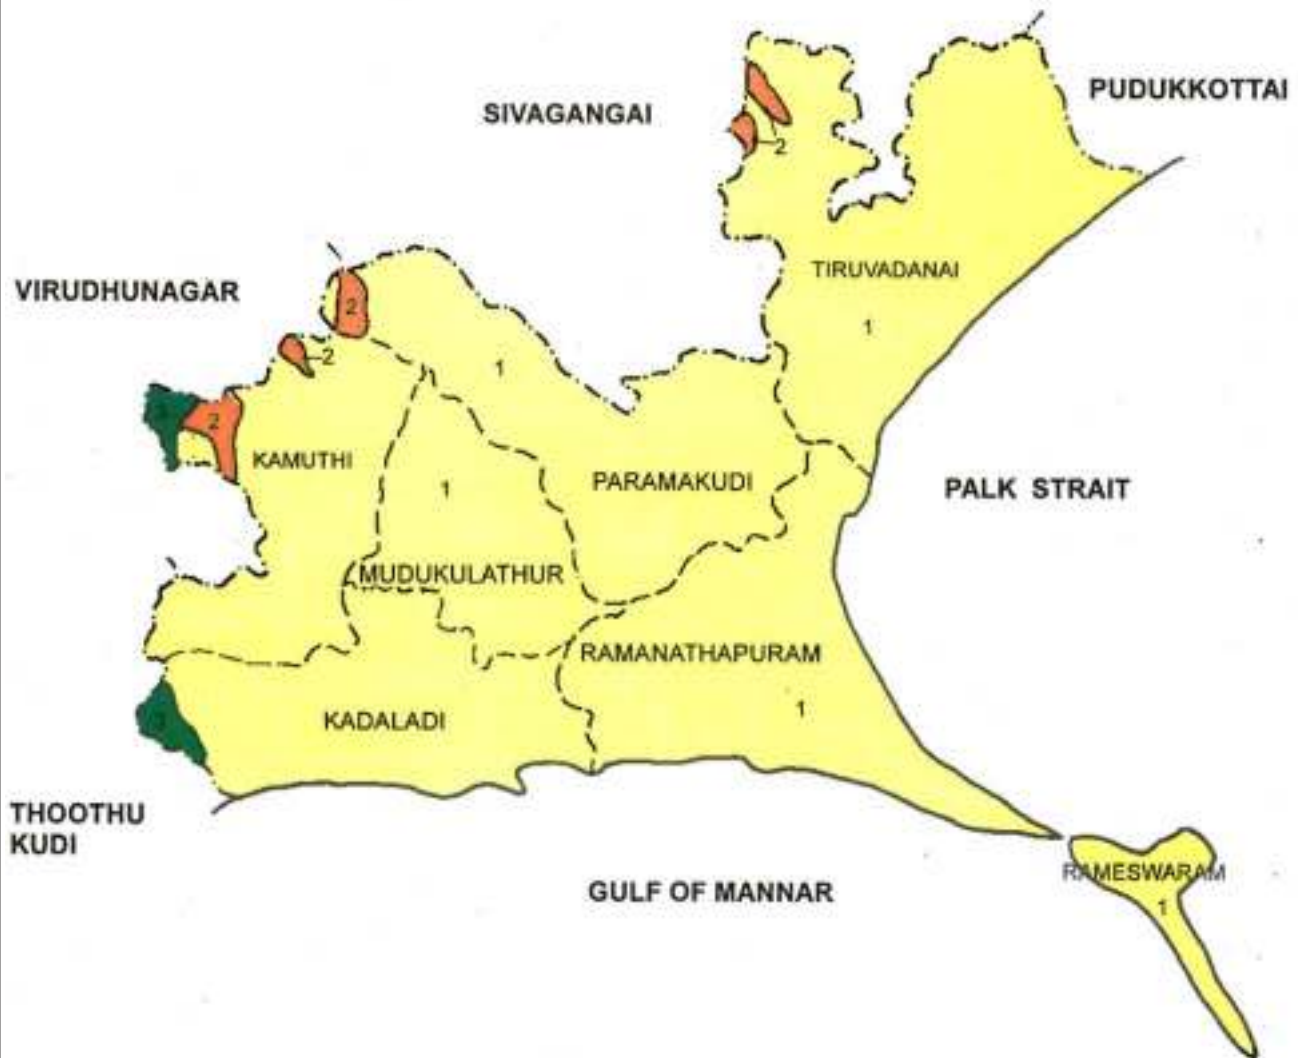 PUDUKKOTTAI
SIVAGANGAI
2
TIRUVADANAI
VIRUDHUNAGAR
2
1
2
1
2
KAMUTHI
PARAMAKUDI
PALK STRAIT
1
MUDUKULATHUR
RAMANATHAPURAM
1
KADALADI
THOOTHU
KUDI
RAMESWARAM
GULF OF MANNAR
1